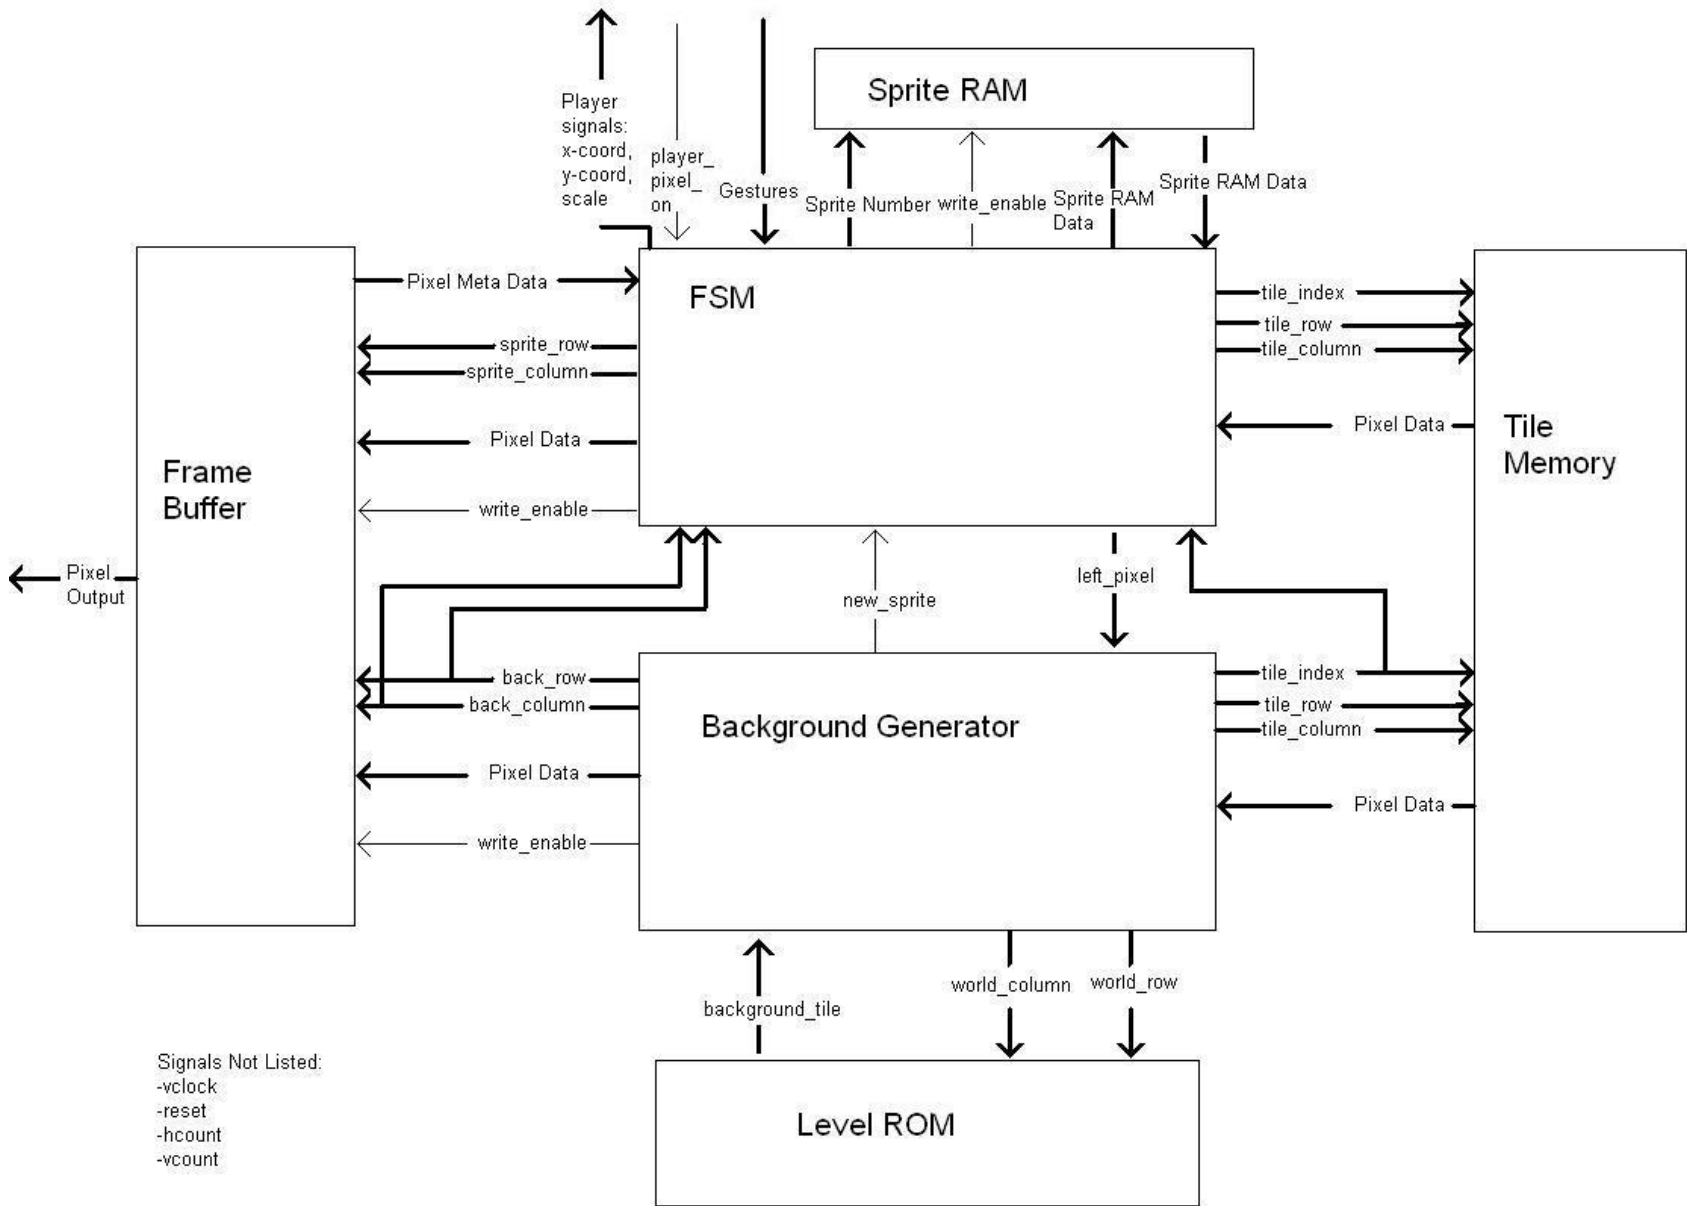 Sprite RAM
Player
signals:
x-coord,
y-coord,
scale
player_
pixel_
on
Gestures
Sprite Number
write_enable
Sprite RAM
Data
Sprite RAM Data
Pixel Meta Data
FSM
tile_index
tile_row
tile_column
sprite_row
sprite_column
Pixel Data
Pixel Data
Tile
Memory
Frame
Buffer
write_enable
Pixel
Output
left_pixel
new_sprite
back_row
back_column
tile_index
tile_row
tile_column
Background Generator
Pixel Data
Pixel Data
write_enable
world_column
world_row
background_tile
Signals Not Listed:
-vclock
-reset
-hcount
-vcount
Level ROM